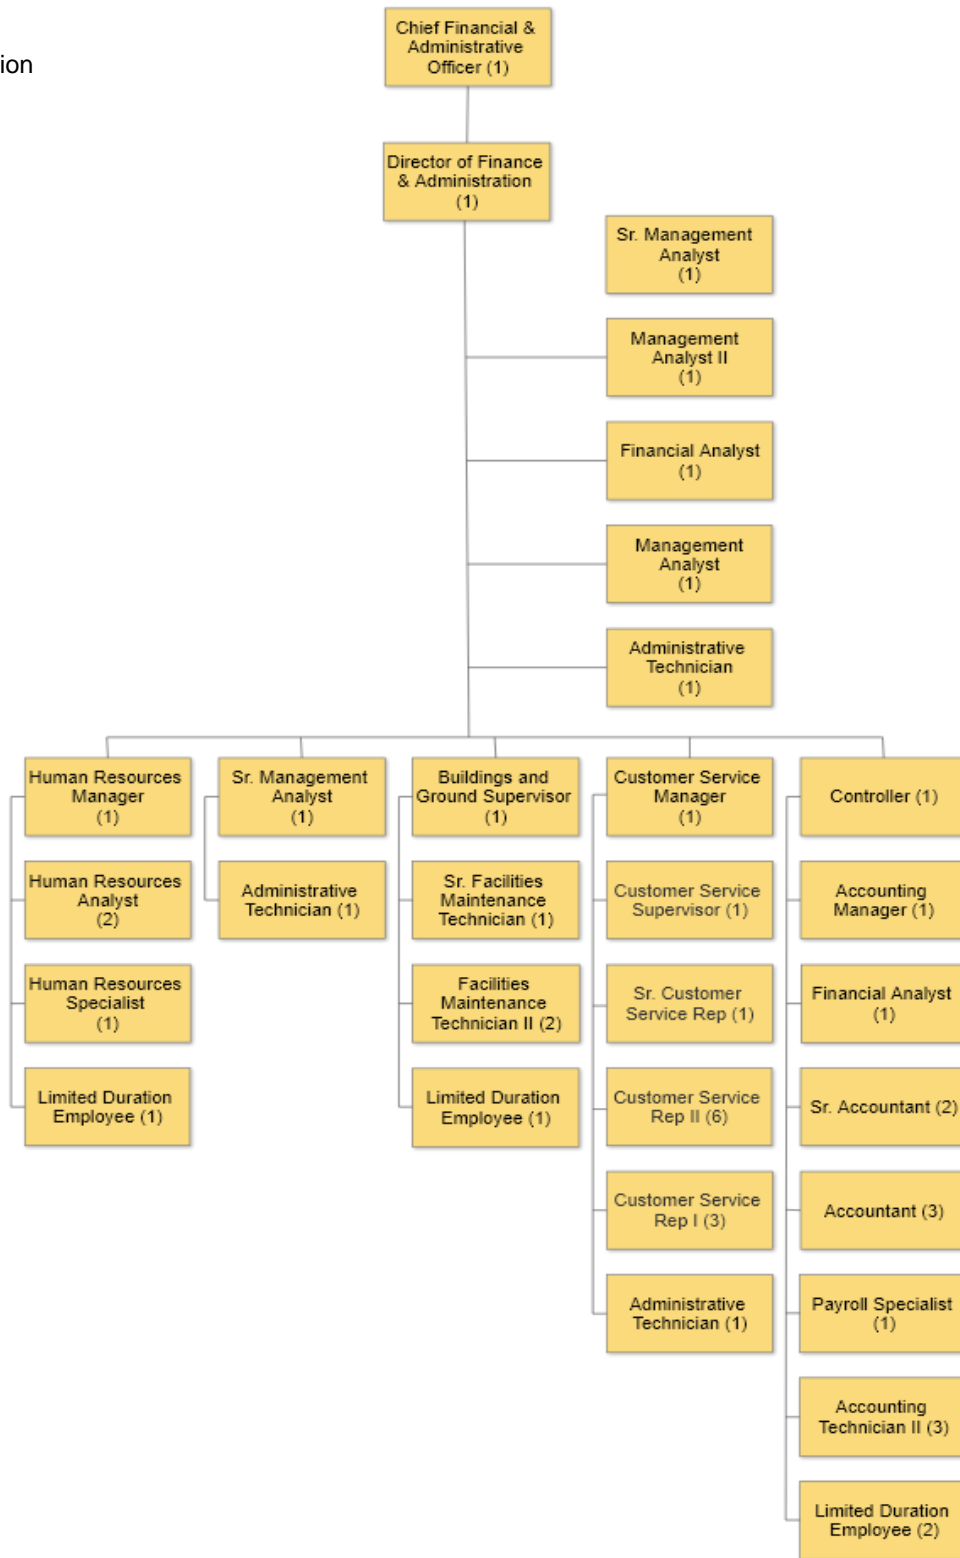 Chief Financial &
Administrative
Officer (1)
ion
Director of Finance
& Administration
(1)
Sr. Management
Analyst
(1)
Management
Analyst II
(1)
Financial Analyst
(1)
Management
Analyst
(1)
Administrative
Technician
(1)
Human Resources
Manager
(1)
Human Resources
Analyst
(2)
Human Resources
Specialist
(1)
Limited Duration
Employee (1)
Sr. Management
Analyst
(1)
Administrative
Technician (1)
Buildings and
Ground Supervisor
(1)
Sr. Facilities
Maintenance
Technician (1)
Facilities
Maintenance
Technician II (2)
Limited Duration
Employee (1)
Customer Service
Manager
(1)
Customer Service
Supervisor (1)
Sr. Customer
Service Rep (1)
Customer Service
Rep II (6)
Customer Service
Rep I (3)
Administrative
Technician (1)
Controller (1)
Accounting
Manager (1)
Financial Analyst
(1)
Sr. Accountant (2)
Accountant (3)
Payroll Specialist
(1)
Accounting
Technician II (3)
Limited Duration
Employee (2)